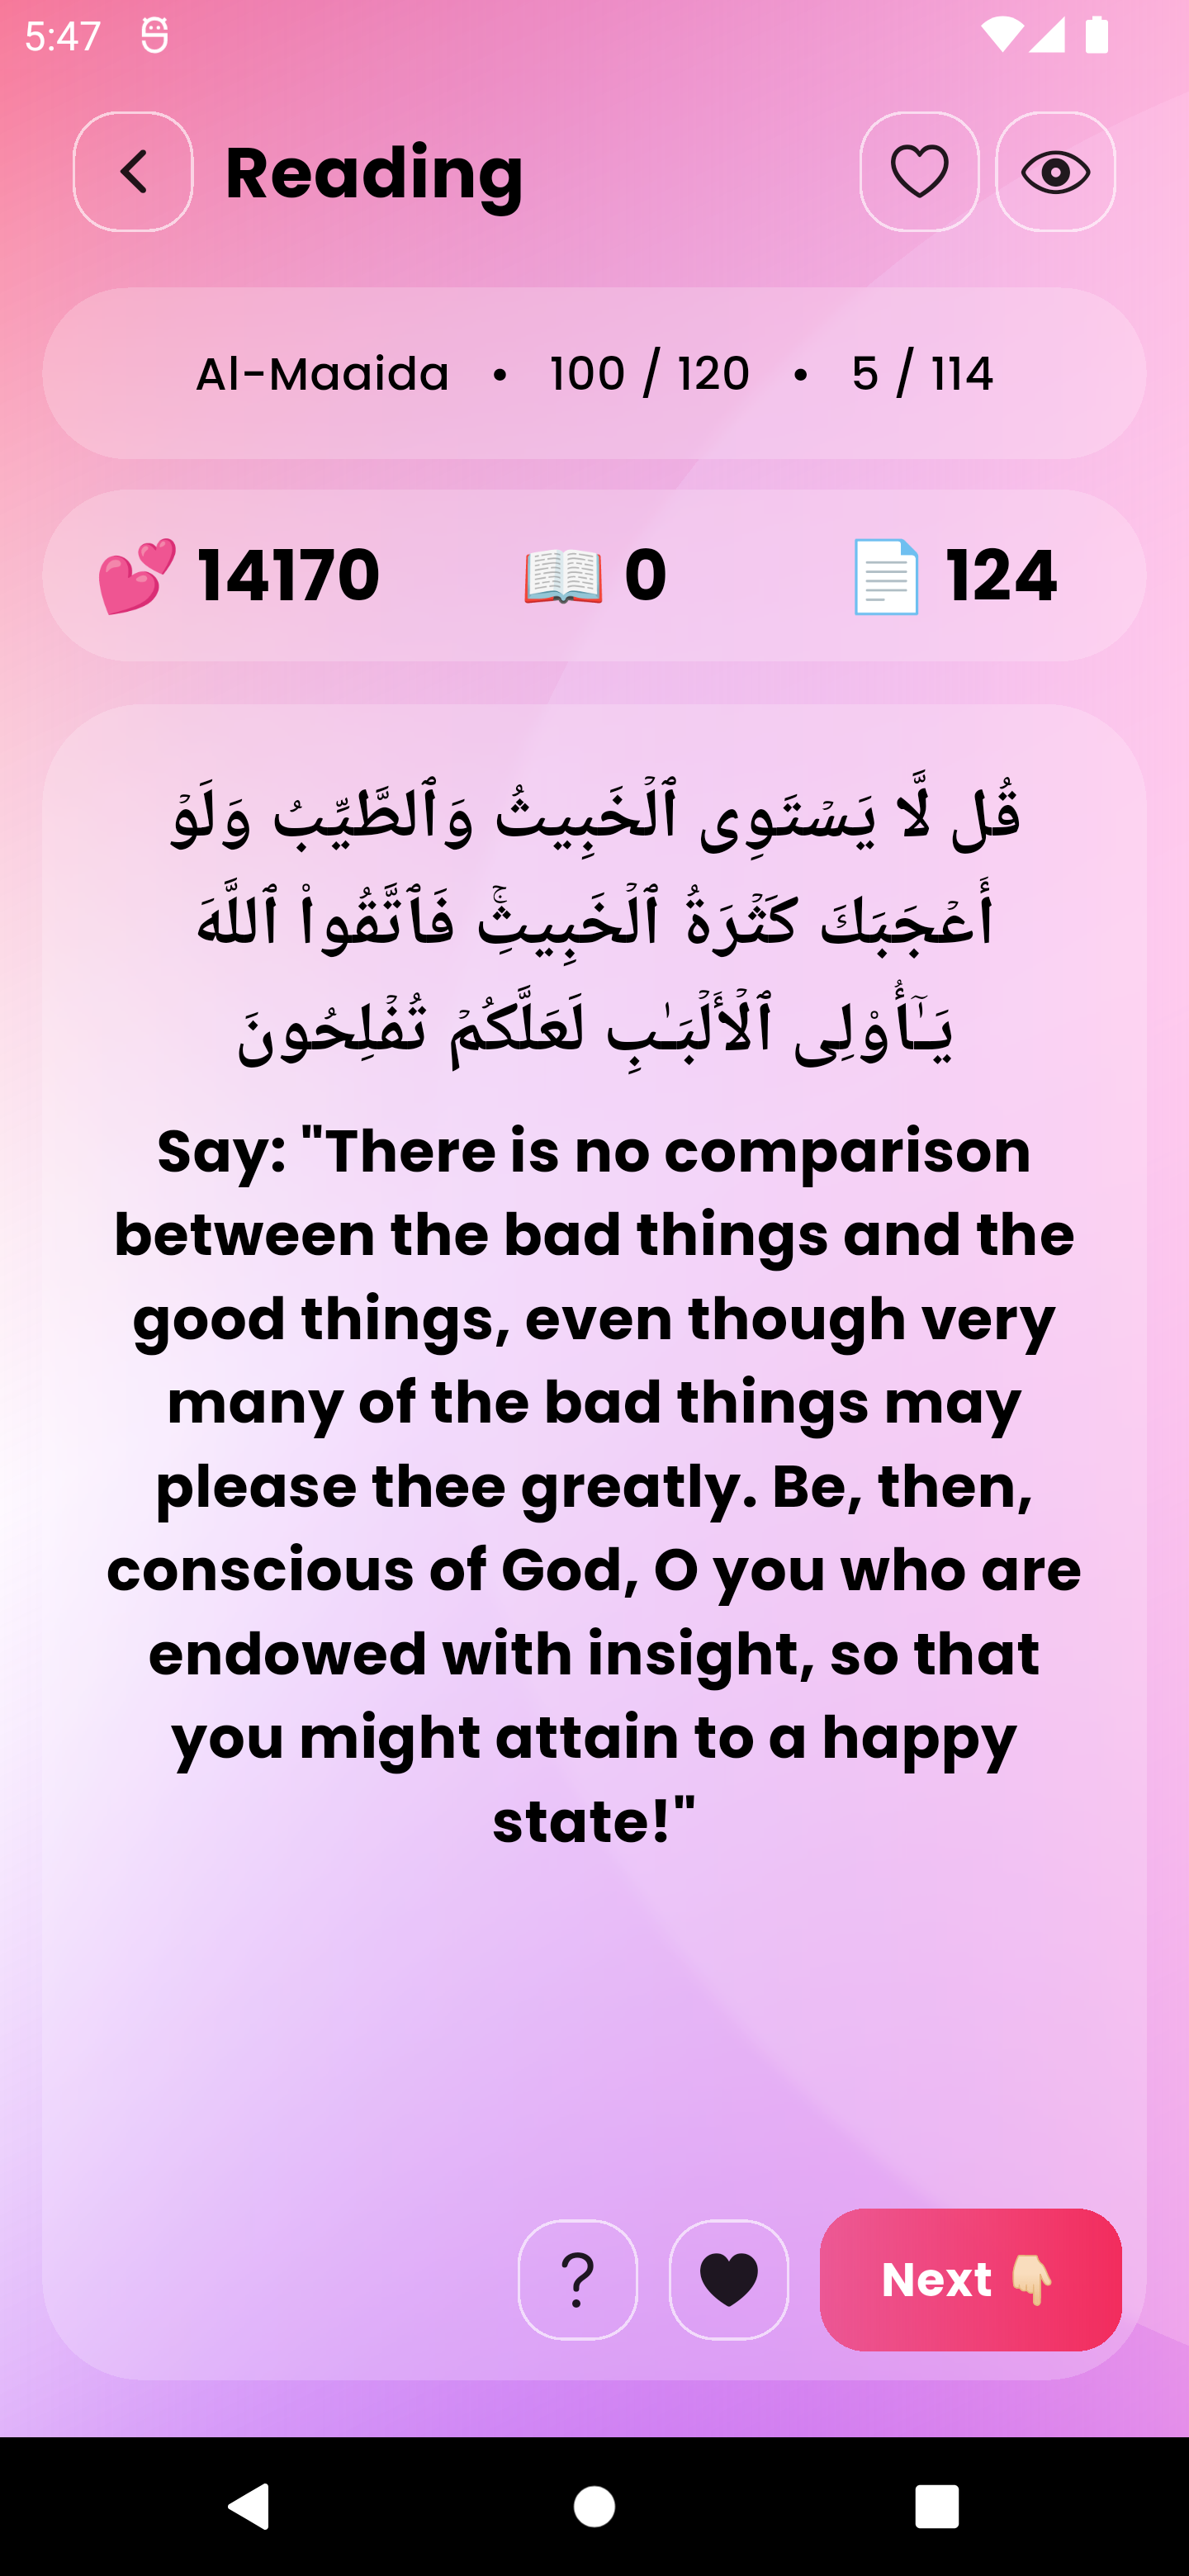 5:47
Reading
Al-Maaida • 100 / 120 • 5 / 114
💕 14170 📖 0 📄 124
قُل لَّا يَسْتَوِى ٱلْخَبِيثُ وَٱلطَّيِّبُ وَلَوْ
أَعْجَبَكَ كَثْرَةُ ٱلْخَبِيثِ ۚ فَٱتَّقُوا۟ ٱللَّهَ
يَـٰٓأُو۟لِى ٱلْأَلْبَـٰبِ لَعَلَّكُمْ تُفْلِحُونَ
Say: "There is no comparison
between the bad things and the
good things, even though very
many of the bad things may
please thee greatly. Be, then,
conscious of God, O you who are
endowed with insight, so that
you might attain to a happy
state!"
?
Next 👇🏼